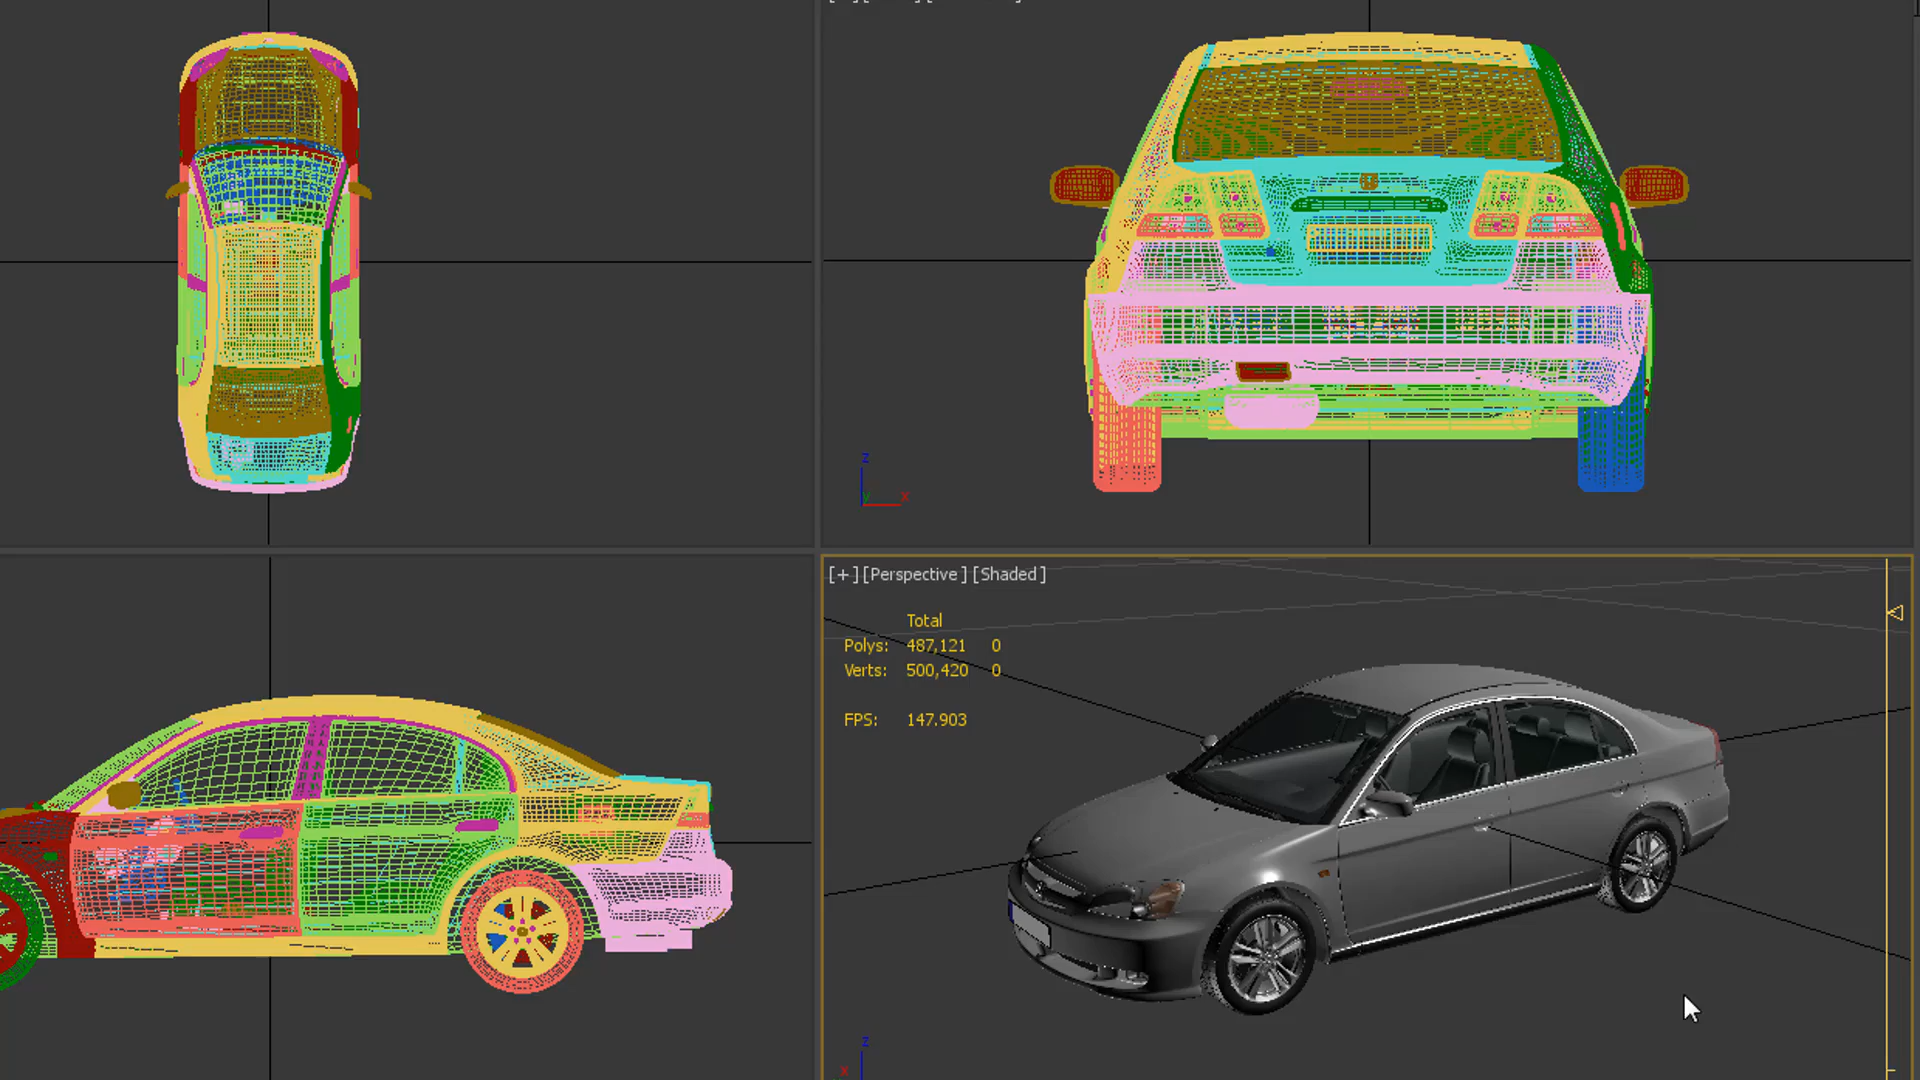 z
y x
[+] [Perspective] [Shaded]
Total
Polys: 487,121 0
Verts: 500,420 0
FPS: 147.903
z
x